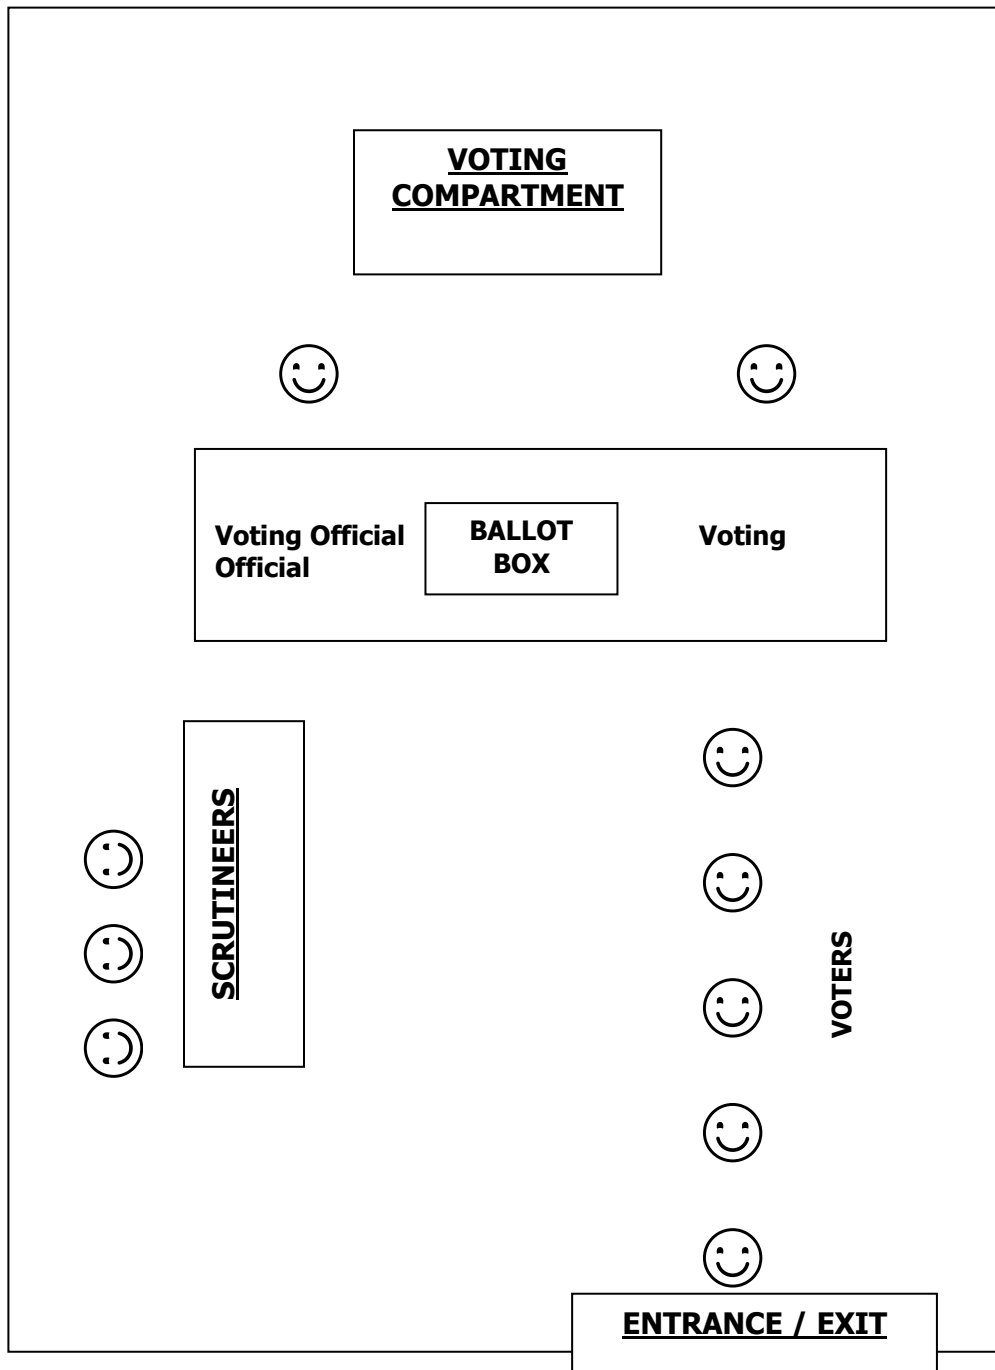 VOTING
COMPARTMENT
Voting Official
Official
BALLOT
BOX
Voting
SCRUTINEERS
VOTERS
ENTRANCE / EXIT